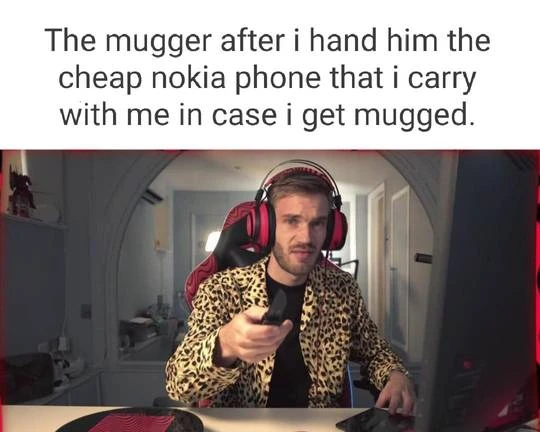 The mugger after i hand him the
cheap nokia phone that i carry
with me in case i get mugged.